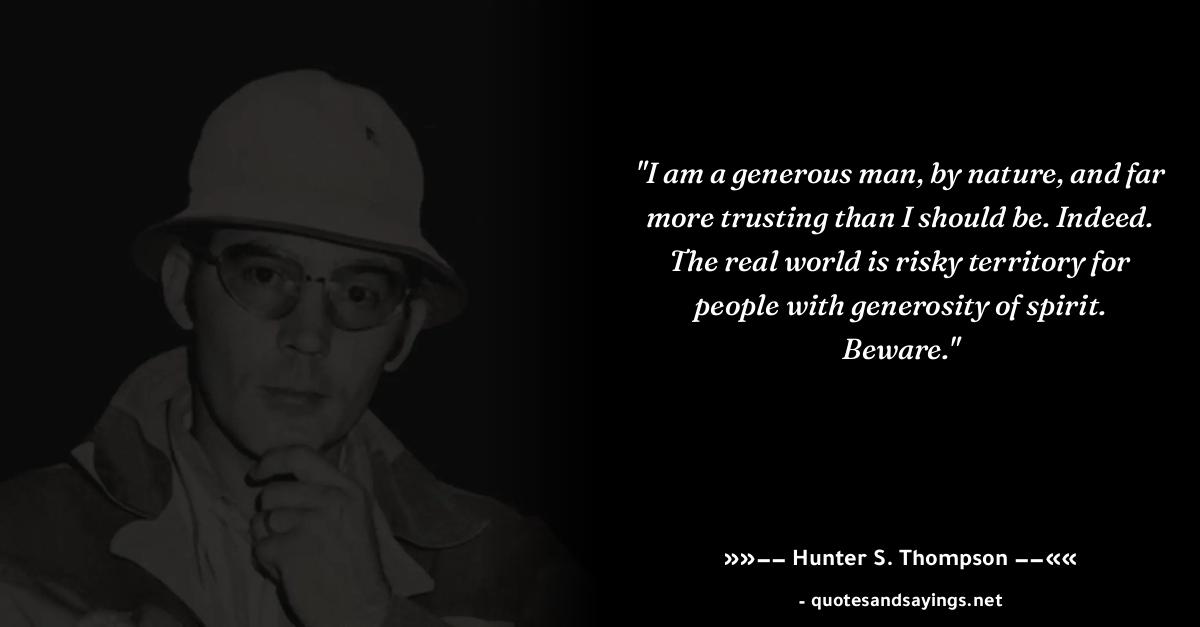 "I am a generous man, by nature, and far
more trusting than I should be. Indeed.
The real world is risky territory for
people with generosity of spirit.
Beware."
»»–– Hunter S. Thompson ––««
- quotesandsayings.net